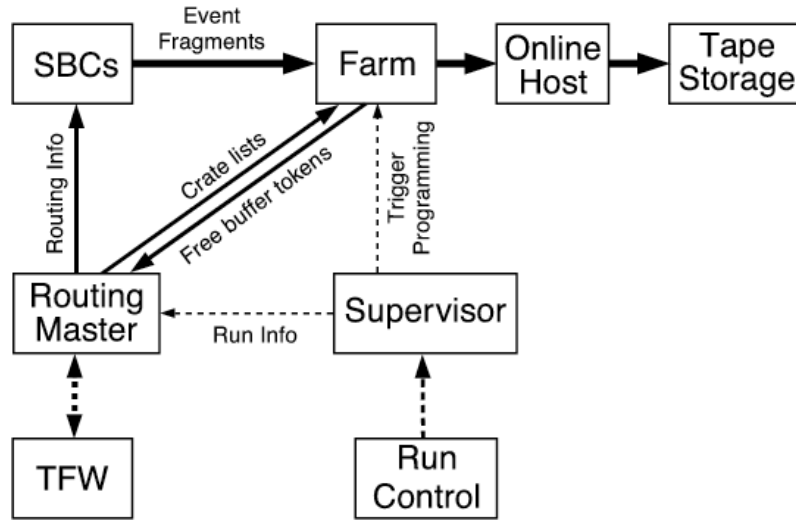 Event
Fragments
SBCs
Farm
Online
Host
Tape
Storage
Routing Info
Crate lists
Free buffer tokens
Trigger
Programming
Routing
Master
Run Info
Supervisor
TFW
Run
Control